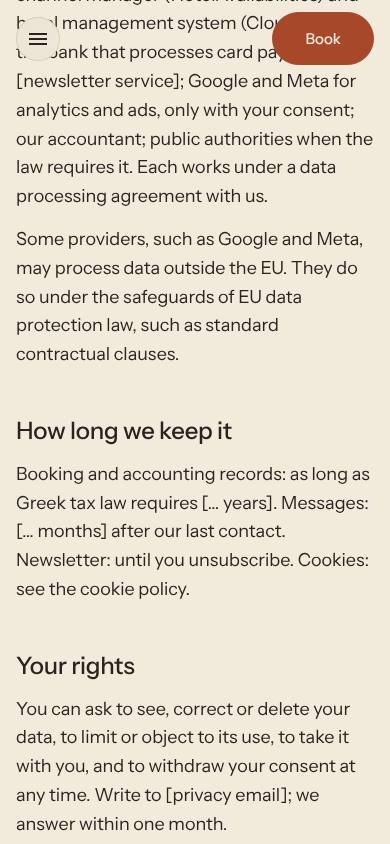 management system
Book
bank that processes card
[newsletter service]; Google and Meta for
analytics and ads, only with your consent;
our accountant; public authorities when the
law requires it. Each works under a data
processing agreement with us.
Some providers, such as Google and Meta,
may process data outside the EU. They do
so under the safeguards of EU data
protection law, such as standard
contractual clauses.
How long we keep it
Booking and accounting records: as long as
Greek tax law requires [... years]. Messages:
[... months] after our last contact.
Newsletter: until you unsubscribe. Cookies:
see the cookie policy.
Your rights
You can ask to see, correct or delete your
data, to limit or object to its use, to take it
with you, and to withdraw your consent at
any time. Write to [privacy email]; we
answer within one month.